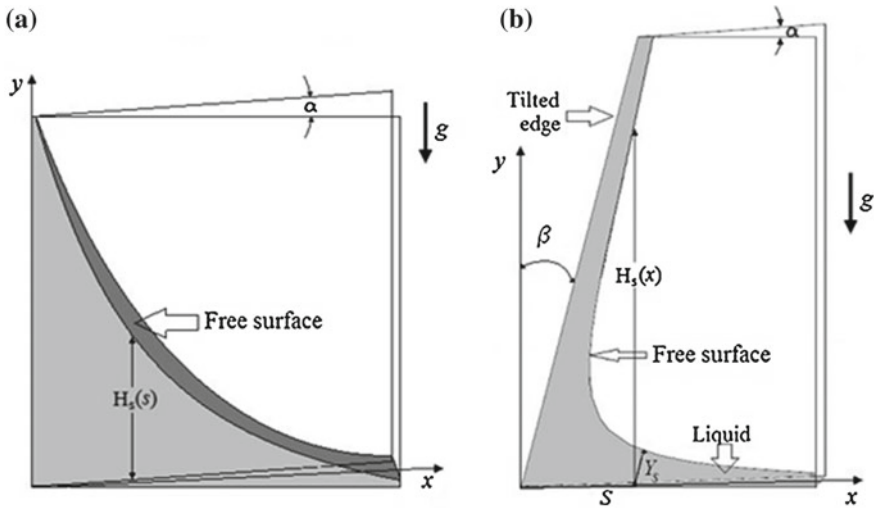 (a)
y
α
g
Free surface
Hₛ(s)
x
(b)
α
Tilted
edge
y
g
β
Hₛ(x)
Free surface
Liquid
Yₛ
S
x